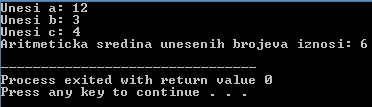 Unesi a: 12
Unesi b: 3
Unesi c: 4
Aritmeticka sredina unesenih brojeva iznosi: 6
--------------------------------
Process exited with return value 0
Press any key to continue . . .